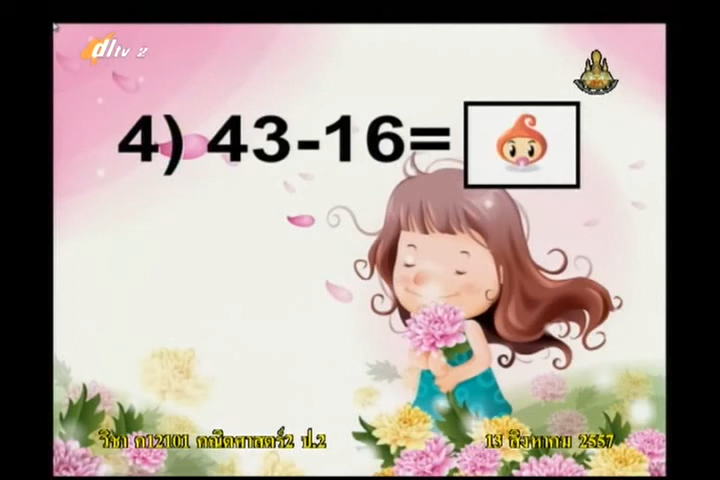 dltv 2
4) 43-16=
วิชา ค12101 คณิตศาสตร์2 ป.2
13 สิงหาคม 2557